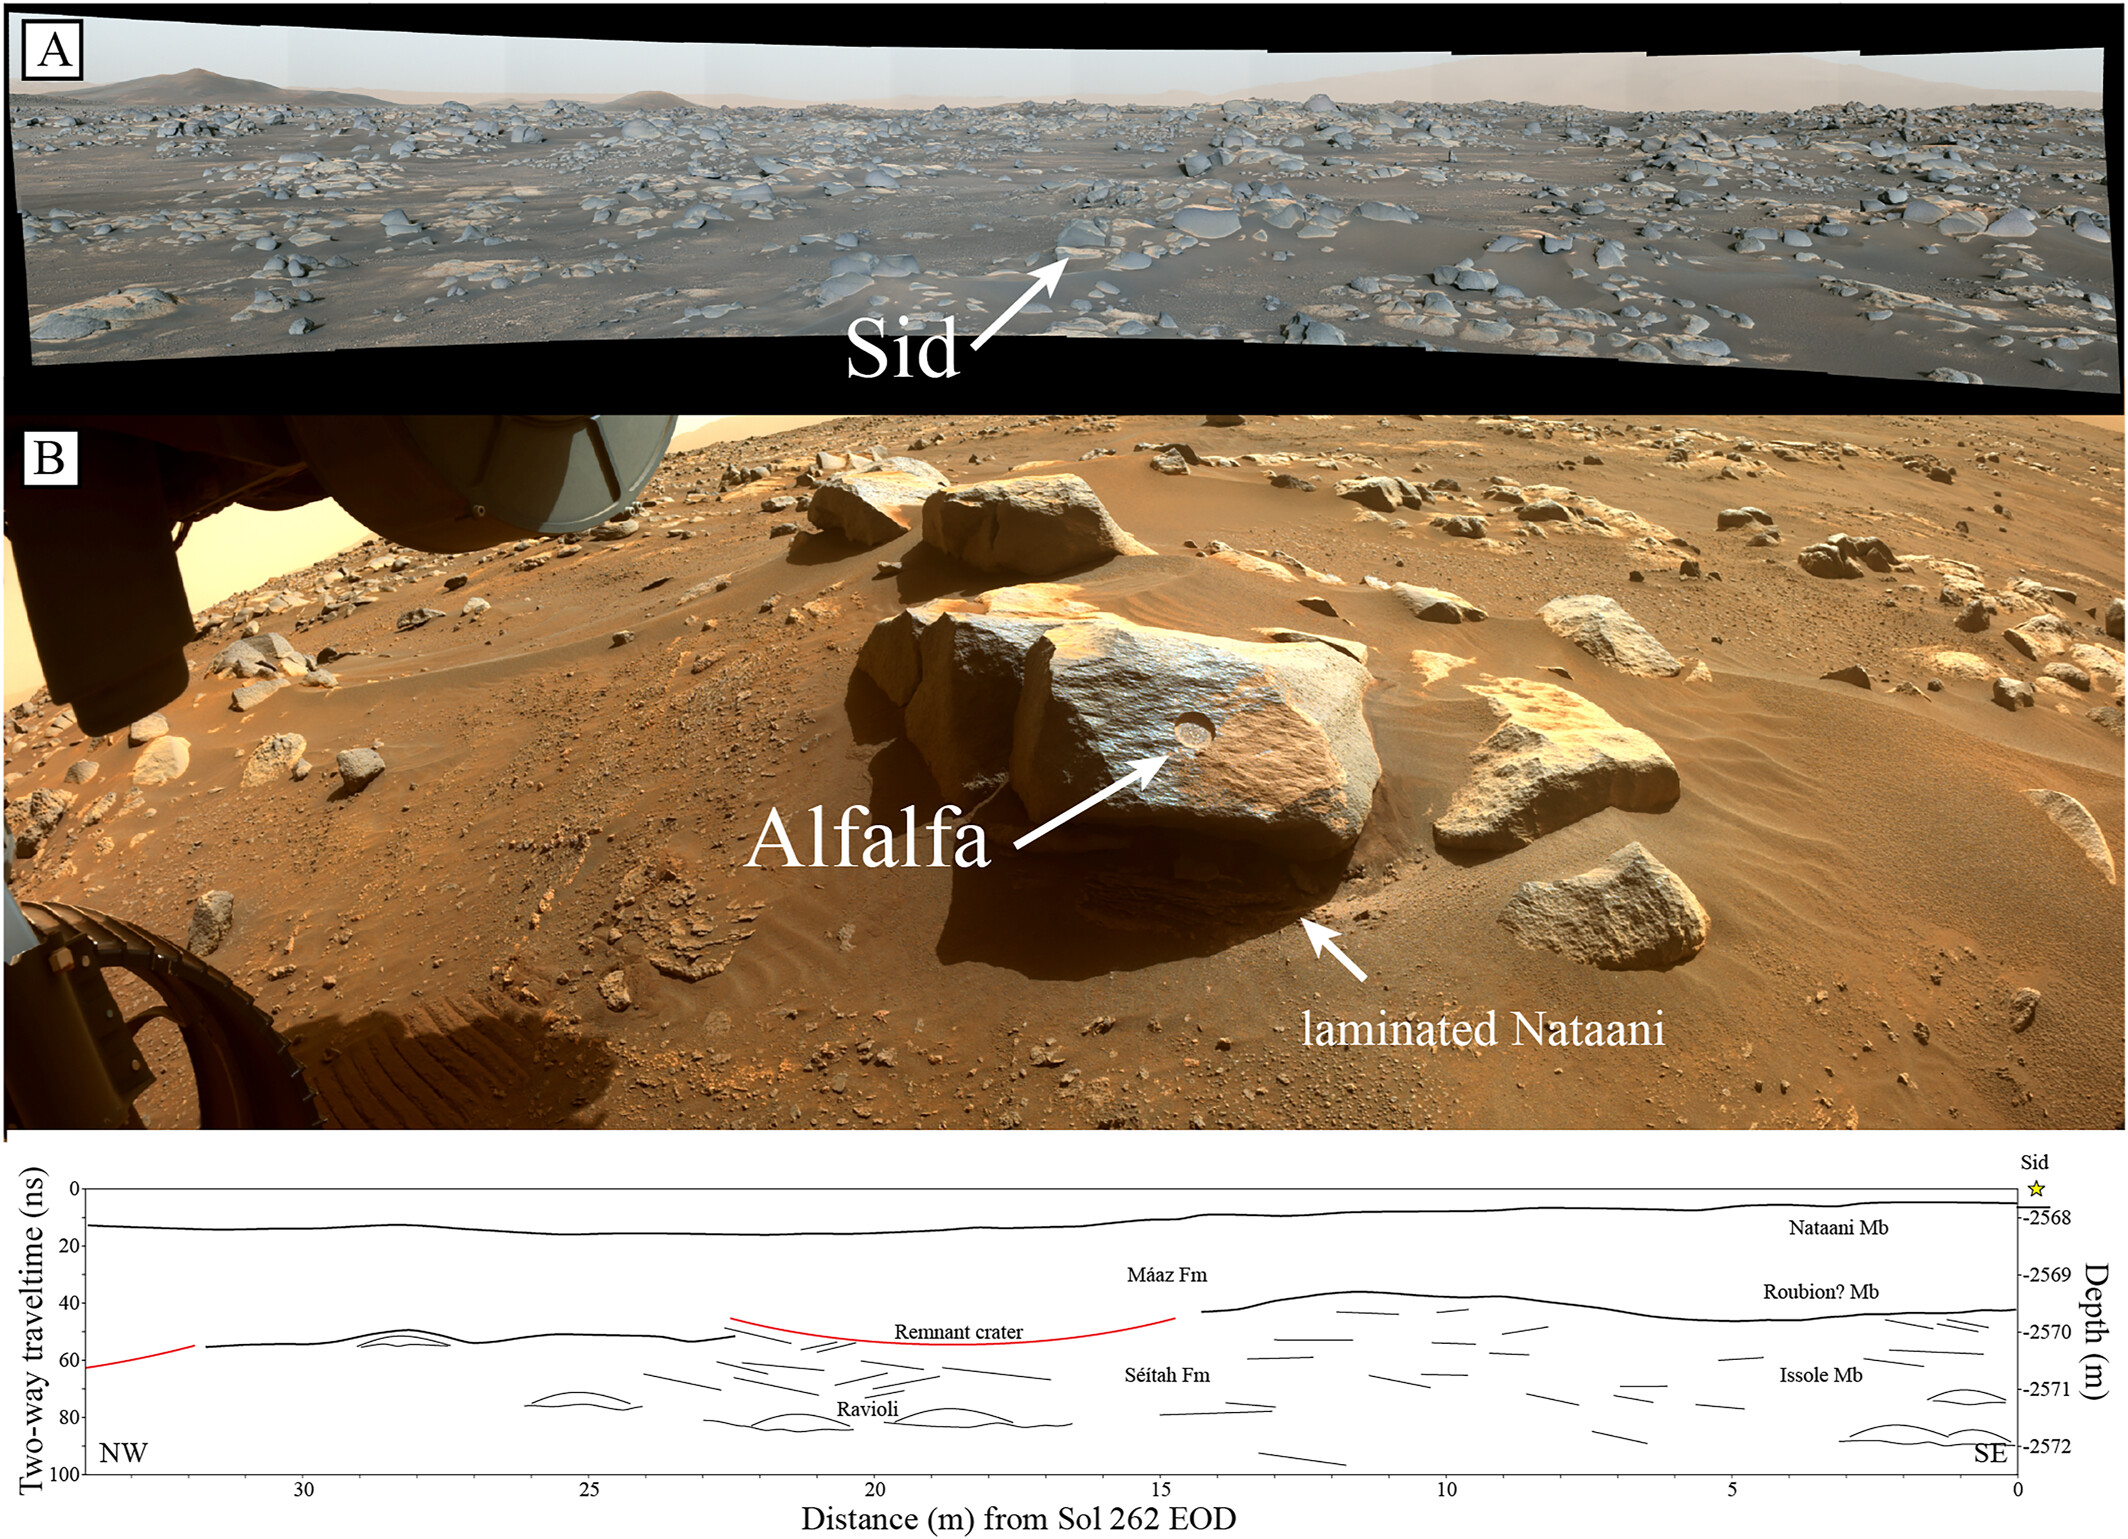 A
Sid
B
Alfalfa
laminated Nataani
Sid
Two-way traveltime (ns)
0
20
40
60
80
100
-2568
-2569
-2570
-2571
-2572
Depth (m)
Nataani Mb
Máaz Fm
Roubion? Mb
Remnant crater
Séítah Fm
Issole Mb
Ravioli
NW
SE
30
25
20
15
10
5
0
Distance (m) from Sol 262 EOD